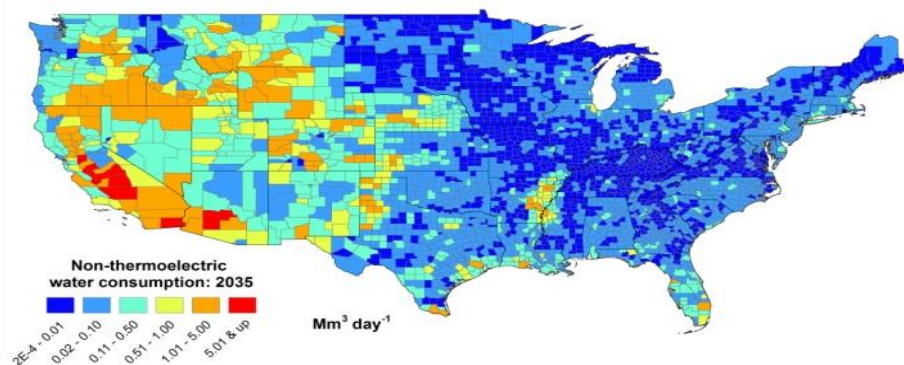 Non-thermoelectric
water consumption: 2035
2E-4 - 0.01
0.02 - 0.10
0.11 - 0.50
0.51 - 1.00
1.01 - 5.00
5.01 & up
Mm³ day⁻¹